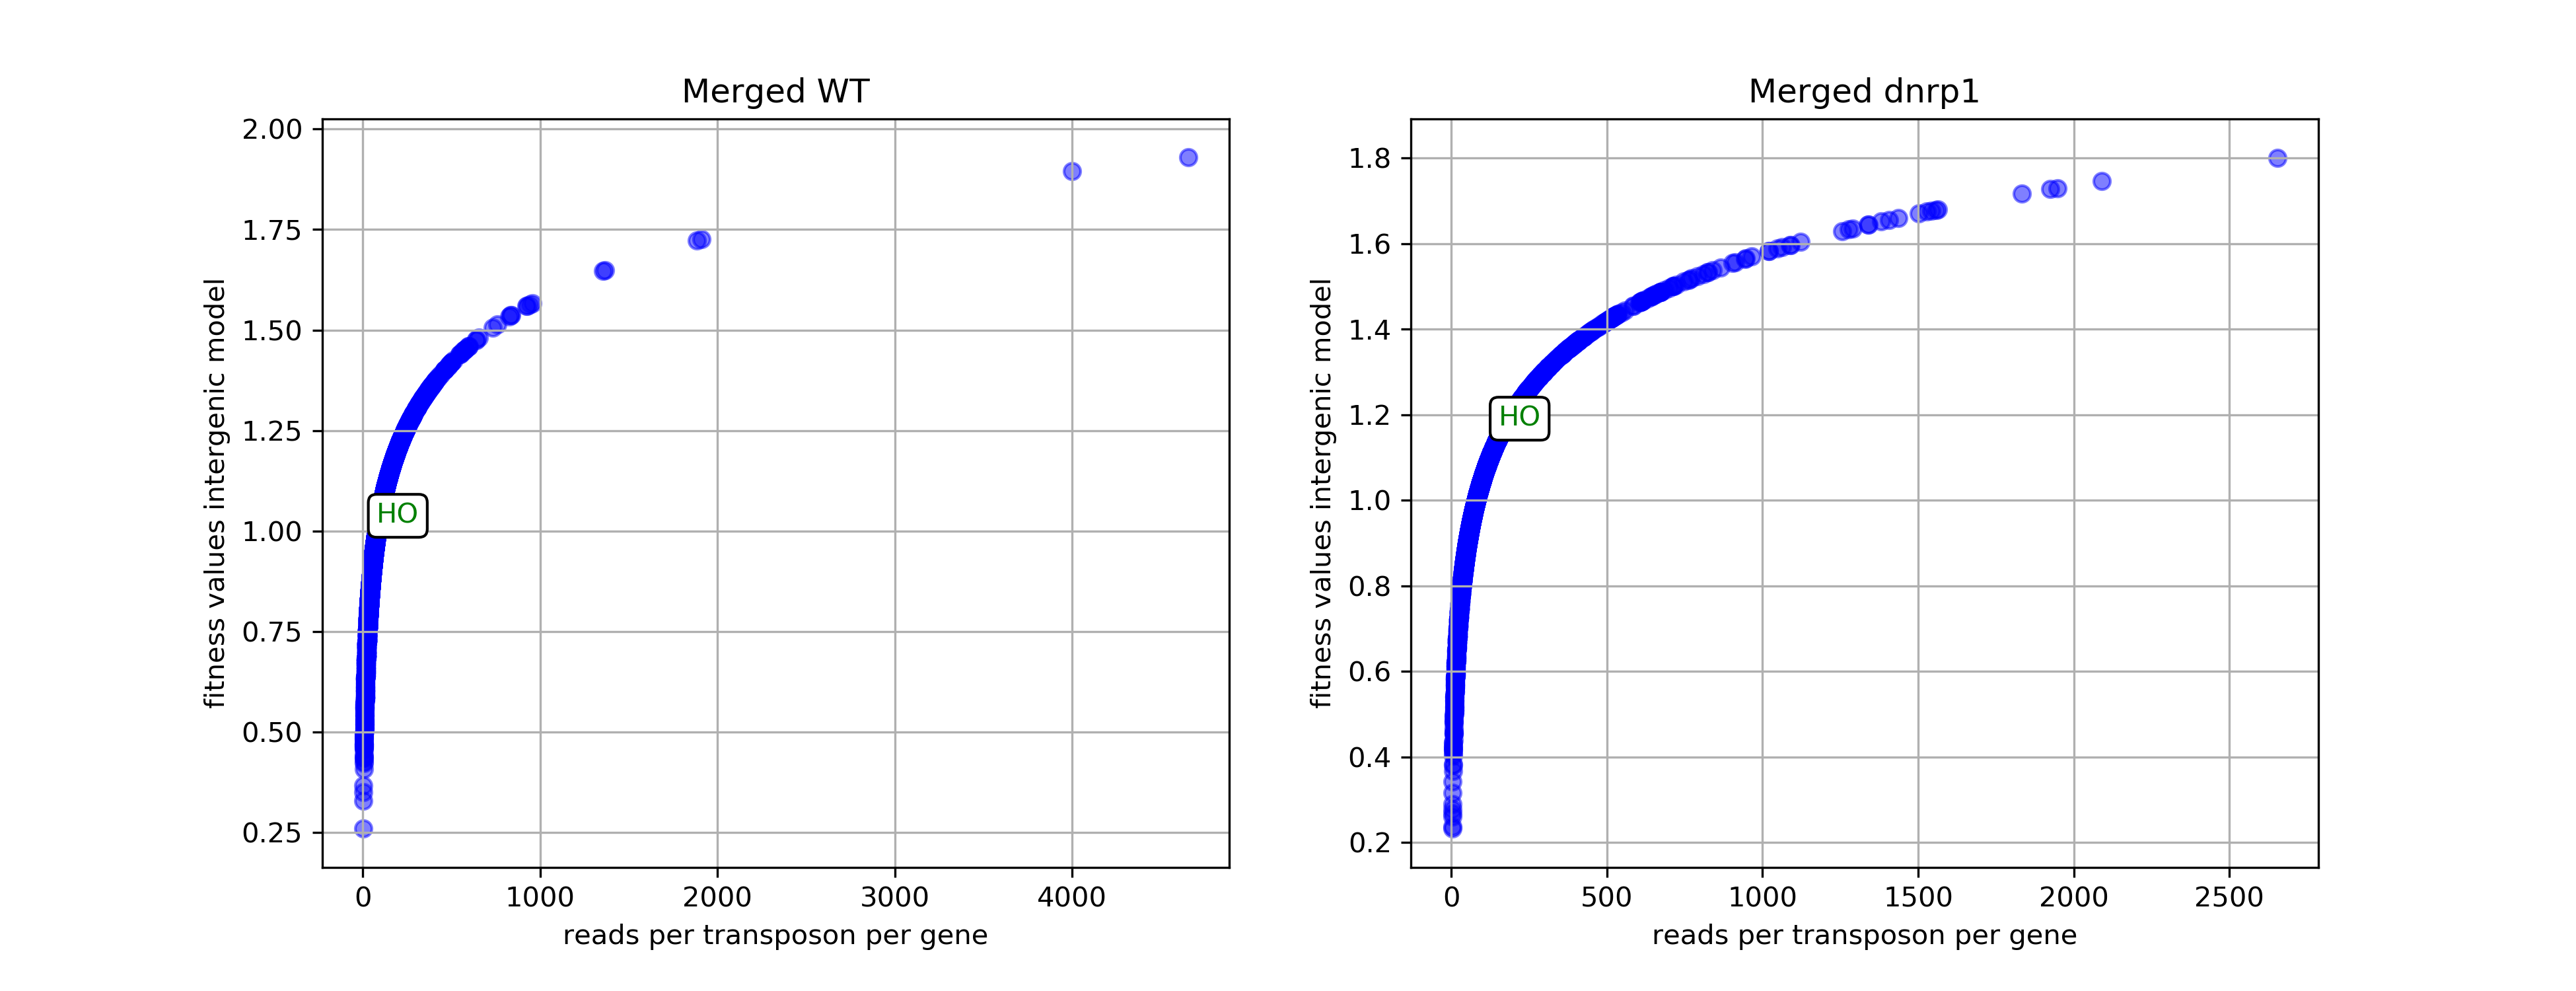 Merged WT
2.00
1.75
1.50
1.25
1.00
0.75
0.50
0.25
fitness values intergenic model
HO
0 1000 2000 3000 4000
reads per transposon per gene
Merged dnrp1
1.8
1.6
1.4
1.2
1.0
0.8
0.6
0.4
0.2
fitness values intergenic model
HO
0 500 1000 1500 2000 2500
reads per transposon per gene